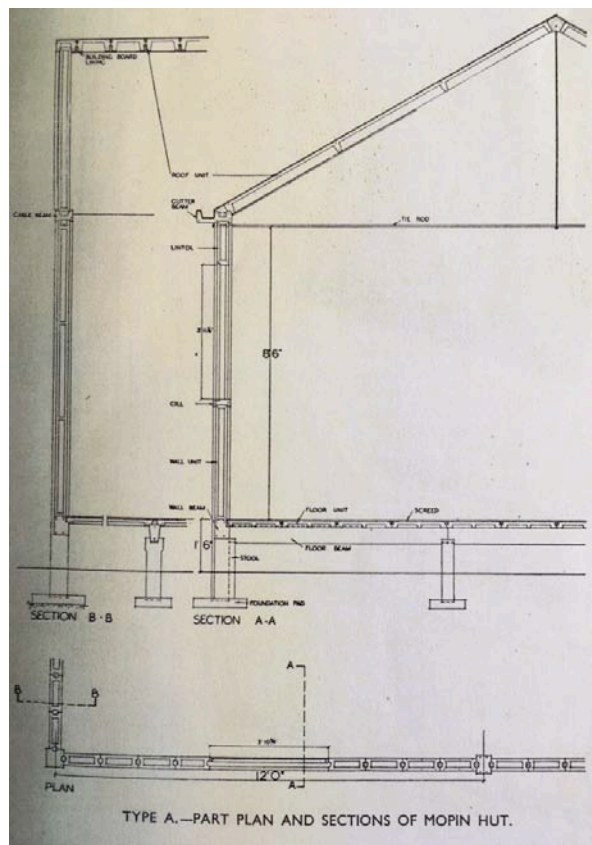 BUILDING BOARD
LINING
ROOF UNIT
GUTTER
BEAM
GABLE BEAM
TIE ROD
LINTOL
8'6"
CILL
WALL UNIT
WALL BEAM
FLOOR UNIT
SCREED
1'6"
FLOOR BEAM
STOOL
FOUNDATION PAD
SECTION B-B
SECTION A-A
A
B
B
12'0"
A
PLAN
TYPE A.—PART PLAN AND SECTIONS OF MOPIN HUT.